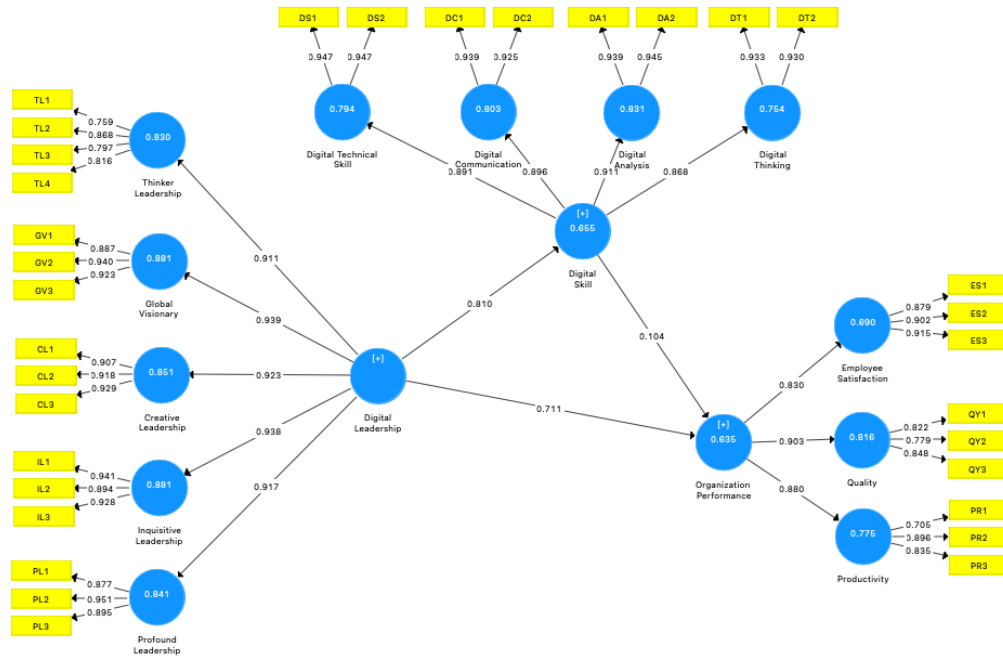 DS1
DS2
DC1
DC2
DA1
DA2
DT1
DT2
0.947
0.947
0.939
0.925
0.939
0.945
0.933
0.930
0.794
0.803
0.831
0.754
Digital Technical
Skill
Digital
Communication
Digital
Analysis
Digital
Thinking
0.891
0.896
0.911
0.868
TL1
TL2
TL3
TL4
0.759
0.868
0.797
0.816
0.830
Thinker
Leadership
0.911
[+]
0.655
Digital
Skill
GV1
GV2
GV3
0.887
0.940
0.923
0.881
Global
Visionary
0.939
0.810
0.104
CL1
CL2
CL3
0.907
0.918
0.929
0.851
Creative
Leadership
0.923
[+]
Digital
Leadership
0.711
IL1
IL2
IL3
0.941
0.894
0.928
0.881
Inquisitive
Leadership
0.938
PL1
PL2
PL3
0.877
0.951
0.895
0.841
Profound
Leadership
0.917
[+]
0.635
Organization
Performance
0.830
0.903
0.880
0.690
Employee
Satisfaction
0.879
0.902
0.915
ES1
ES2
ES3
0.816
Quality
0.822
0.779
0.848
QY1
QY2
QY3
0.775
Productivity
0.705
0.896
0.835
PR1
PR2
PR3